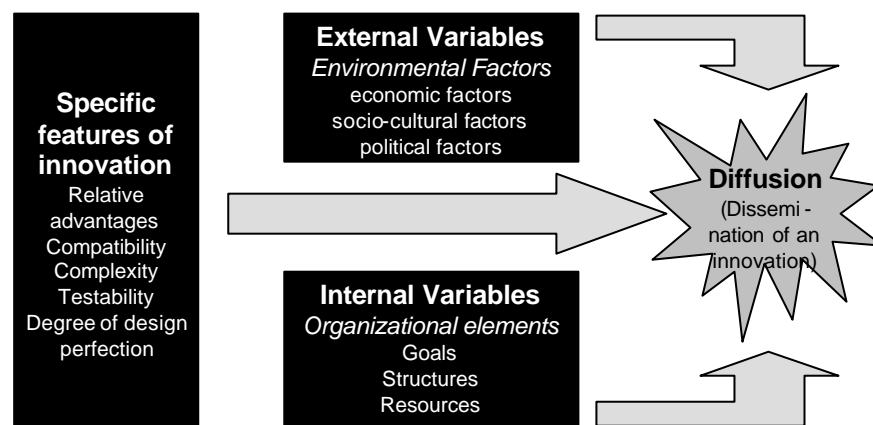 Specific
features of
innovation
Relative
advantages
Compatibility
Complexity
Testability
Degree of design
perfection
External Variables
Environmental Factors
economic factors
socio-cultural factors
political factors
Internal Variables
Organizational elements
Goals
Structures
Resources
Diffusion
(Dissemi -
nation of an
innovation)